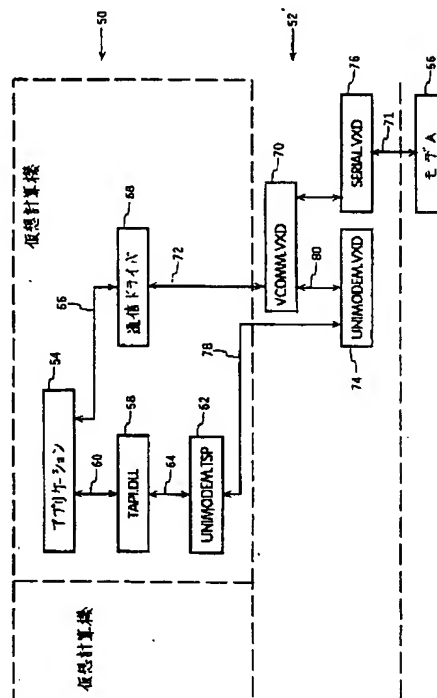 仮想計算機
仮想計算機
50
54
アプリケーション
66
60
58
TAPI.DLL
68
通信ドライバ
64
62
UNIMODEM.TSP
72
78
52
70
VCOMM.VXD
80
74
UNIMODEM.VXD
76
SERIAL.VXD
71
56
モデム